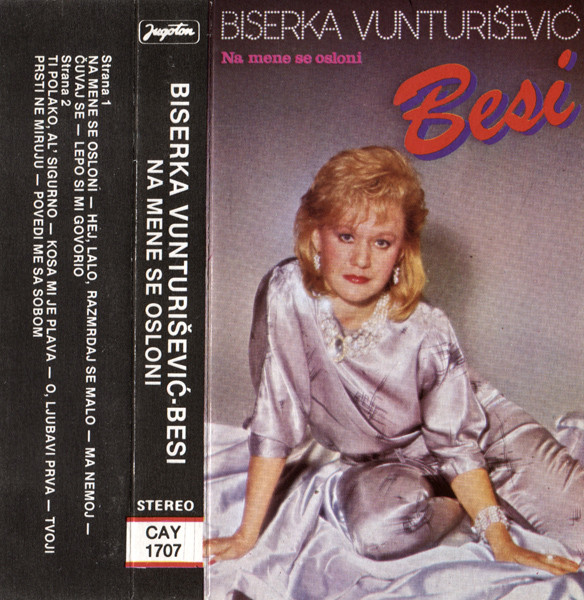 Strana 1
NA MENE SE OSLONI — HEJ, LALO, RAZMRDAJ SE MALO — MA NEMOJ —
ČUVAJ SE — LEPO SI MI GOVORIO
Strana 2
TI POLAKO, AL' SIGURNO — KOSA MI JE PLAVA — O, LJUBAVI PRVA — TVOJI
PRSTI NE MIRUJU — POVEDI ME SA SOBOM
Jugoton
BISERKA VUNTURIŠEVIĆ-BESI
NA MENE SE OSLONI
STEREO
CAY
1707
BISERKA VUNTURIŠEVIĆ
Na mene se osloni
Besi